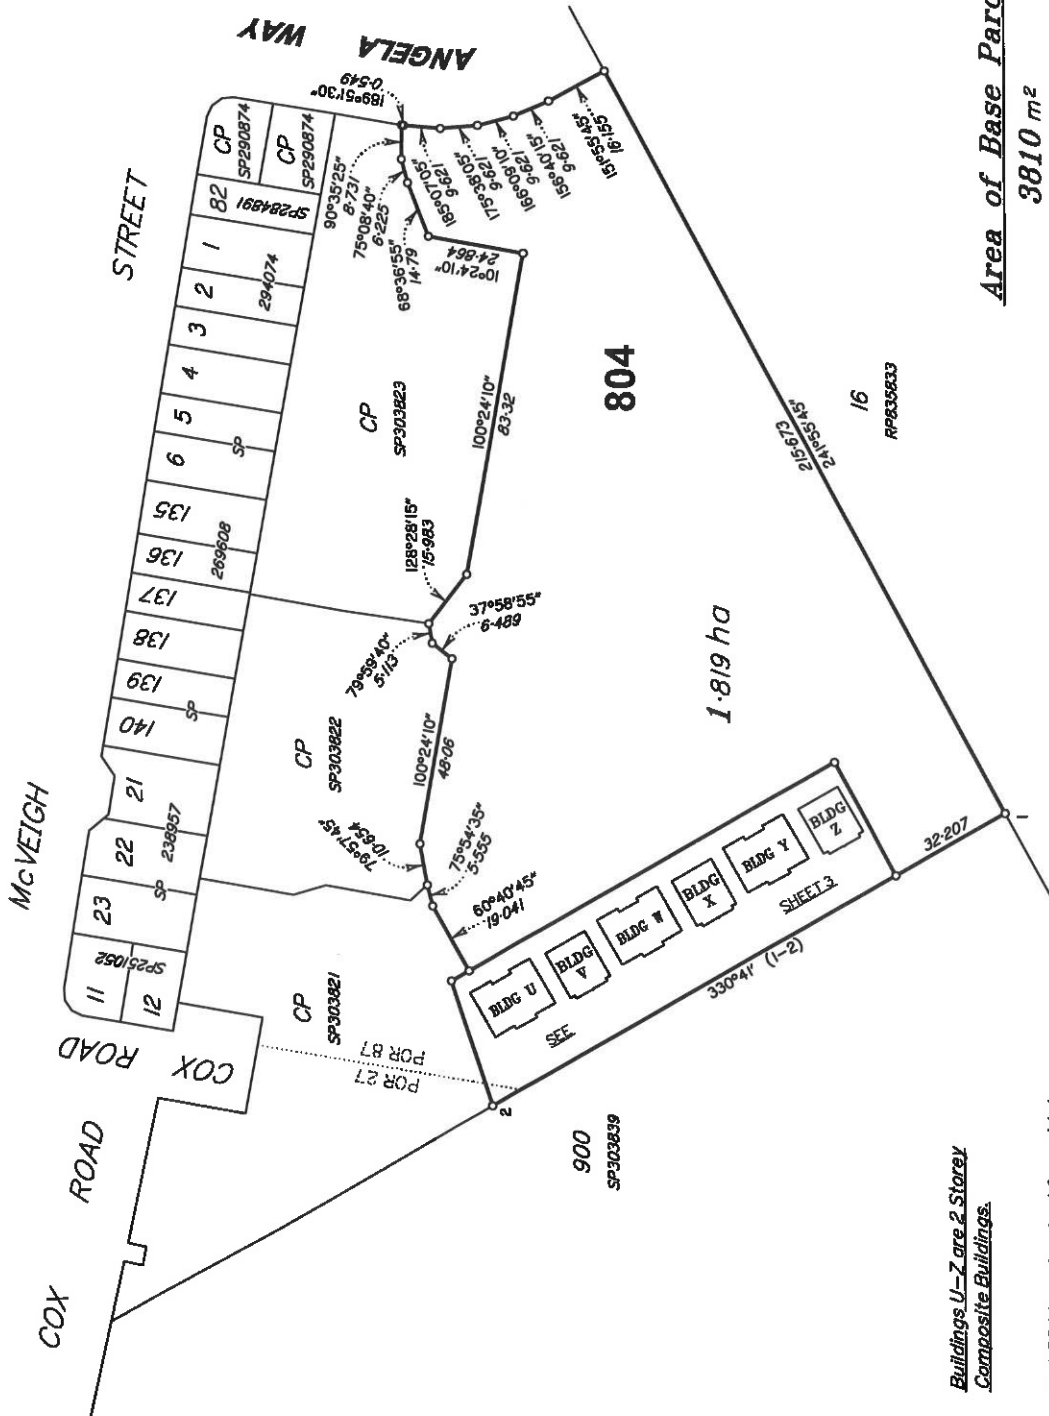 ANGELA WAY
McVEIGH STREET
COX ROAD
COX ROAD
CP
SP290874
CP
SP290874
82
SP284891
1
2
294074
3
4
5
6
SP
135
136
269608
137
138
139
SP
140
21
22
238957
SP
23
SP251052
11
12
189°51'30"
0·549
90°35'25"
8·731
75°08'40"
6·225
68°36'55"
14·79
185°07'05"
9·621
175°38'05"
9·621
166°09'10"
9·621
156°40'15"
9·621
151°55'45"
19·155
10°24'10"
24·864
CP
SP303823
100°24'10"
83·32
128°28'15"
15·983
37°58'55"
6·489
79°59'40"
5·113
CP
SP303822
100°24'10"
48·06
79°57'45"
10·654
75°54'35"
5·555
60°40'45"
19·041
CP
SP303821
POR 87
POR 27
804
1·819 ha
215·673
241°55'45"
16
RP835833
32·207
1
2
330°41' (1-2)
BLDG U
BLDG V
BLDG W
BLDG X
BLDG Y
BLDG Z
SEE SHEET 3
900
SP303839
Area of Base Parc
3810 m²
Buildings U-Z are 2 Storey
Composite Buildings.